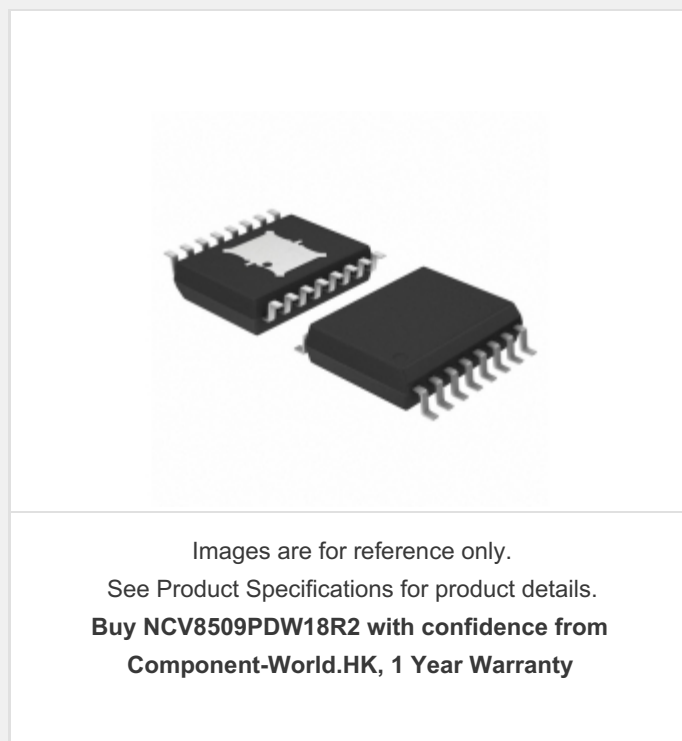 Images are for reference only.
See Product Specifications for product details.
Buy NCV8509PDW18R2 with confidence from
Component-World.HK, 1 Year Warranty